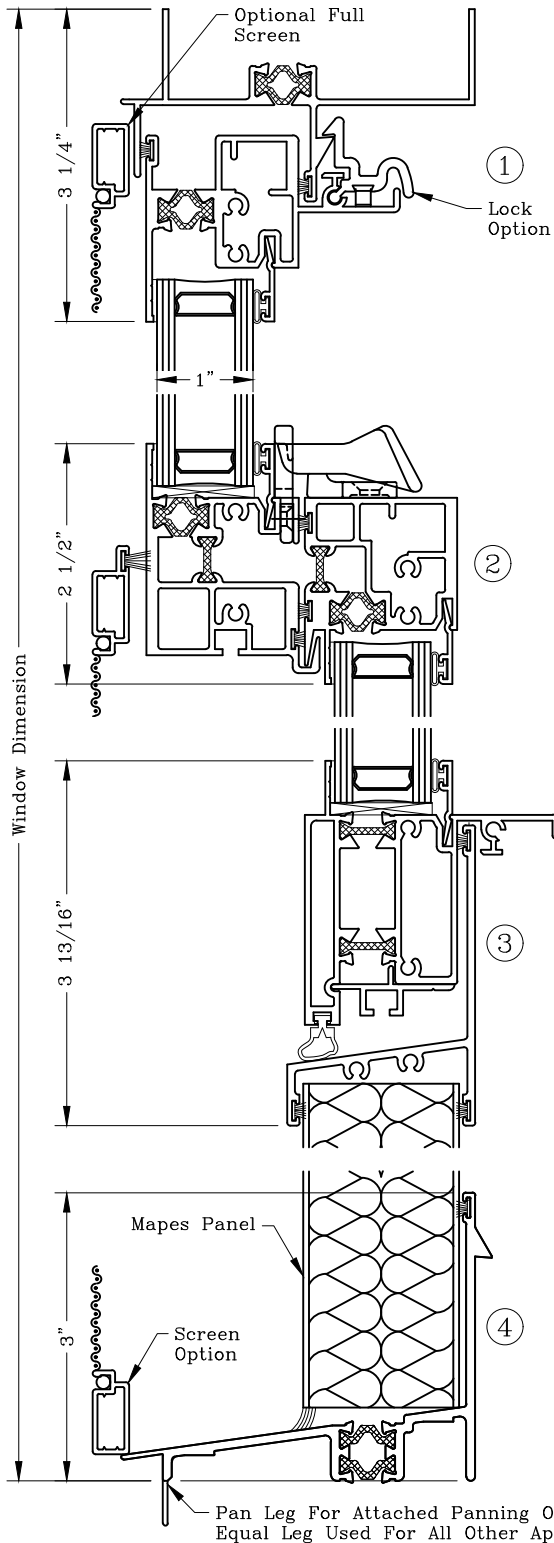 Optional Full
Screen
3 1/4"
1
Lock
Option
1"
2 1/2"
2
Window Dimension
3 13/16"
3
Mapes Panel
3"
Screen
Option
4
Pan Leg For Attached Panning O
Equal Leg Used For All Other Ap